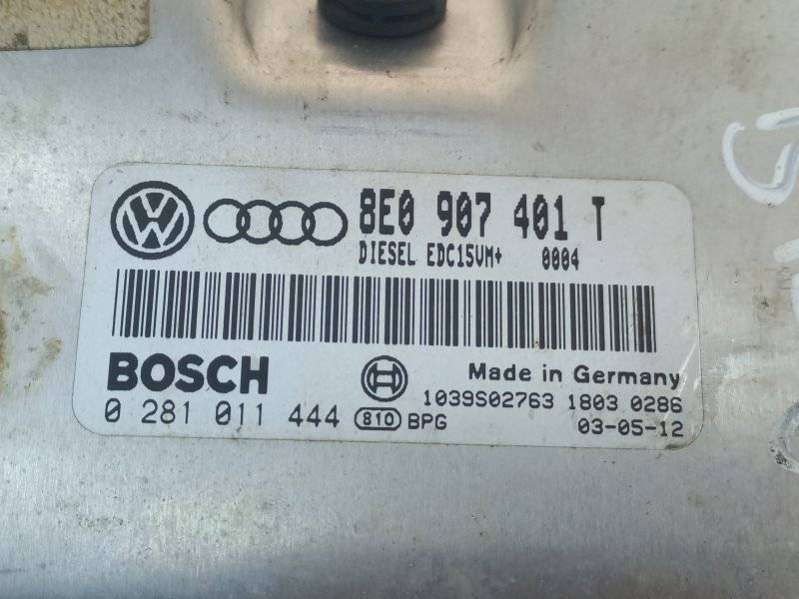 8E0 907 401 T
DIESEL EDC15VM+ 0004
BOSCH
Made in Germany
1039S02763 1803 0286
0 281 011 444 810 BPG
03-05-12